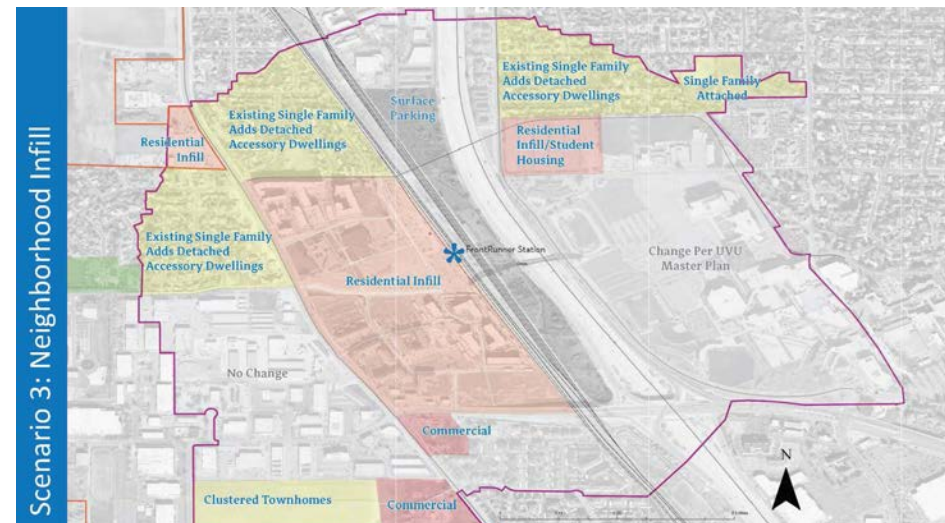 Scenario 3: Neighborhood Infill
Existing Single Family
Adds Detached
Accessory Dwellings
Single Family
Attached
Surface
Parking
Existing Single Family
Adds Detached
Accessory Dwellings
Residential
Infill
Residential
Infill/Student
Housing
Existing Single Family
Adds Detached
Accessory Dwellings
FrontRunner Station
Change Per UVU
Master Plan
Residential Infill
No Change
Commercial
N
Clustered Townhomes
Commercial